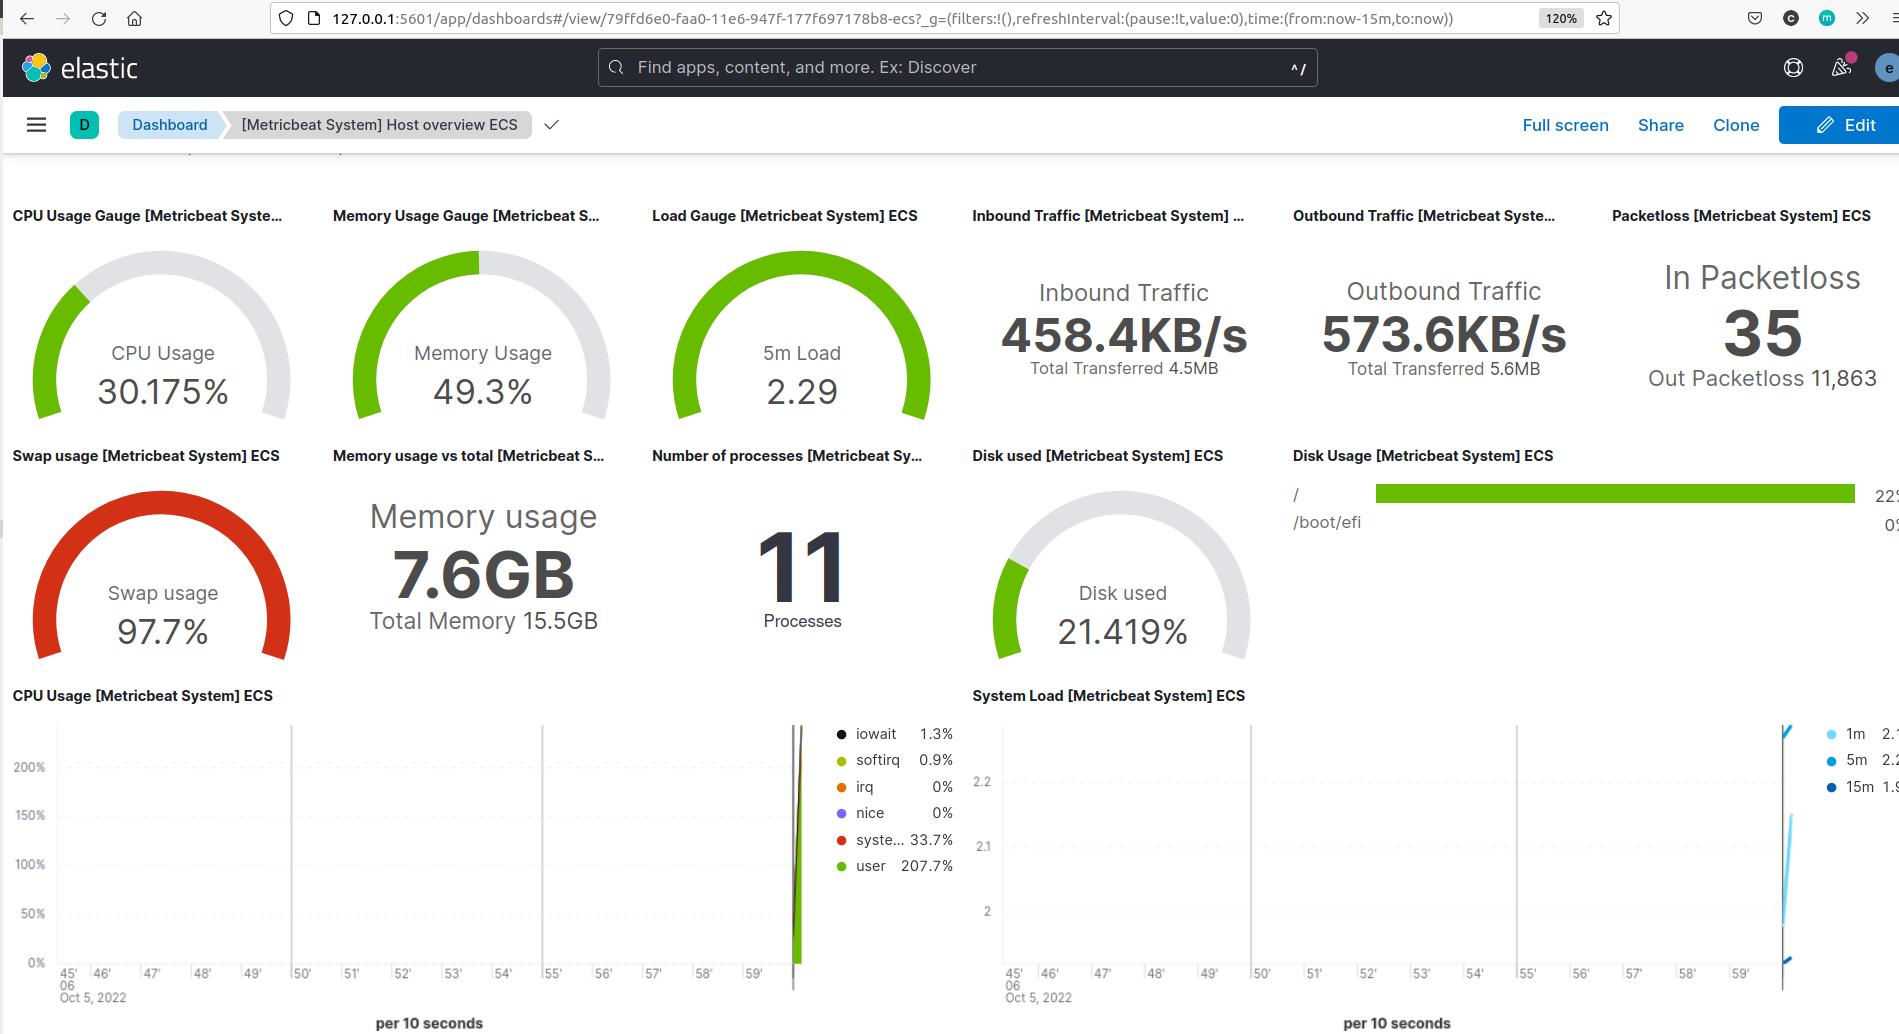 127.0.0.1:5601/app/dashboards#/view/79ffd6e0-faa0-11e6-947f-177f697178b8-ecs?_g=(filters:!(),refreshInterval:(pause:!t,value:0),time:(from:now-15m,to:now))
120%
C
m
elastic
Find apps, content, and more. Ex: Discover
^ /
e
D
Dashboard
[Metricbeat System] Host overview ECS
Full screen
Share
Clone
Edit
CPU Usage Gauge [Metricbeat Syste...
Memory Usage Gauge [Metricbeat S...
Load Gauge [Metricbeat System] ECS
Inbound Traffic [Metricbeat System] ...
Outbound Traffic [Metricbeat Syste...
Packetloss [Metricbeat System] ECS
CPU Usage
30.175%
Memory Usage
49.3%
5m Load
2.29
Inbound Traffic
458.4KB/s
Total Transferred 4.5MB
Outbound Traffic
573.6KB/s
Total Transferred 5.6MB
In Packetloss
35
Out Packetloss 11,863
Swap usage [Metricbeat System] ECS
Memory usage vs total [Metricbeat S...
Number of processes [Metricbeat Sy...
Disk used [Metricbeat System] ECS
Disk Usage [Metricbeat System] ECS
Swap usage
97.7%
Memory usage
7.6GB
Total Memory 15.5GB
11
Processes
Disk used
21.419%
/ 22%
/boot/efi 0%
CPU Usage [Metricbeat System] ECS
200%
150%
100%
50%
0%
45' 46' 47' 48' 49' 50' 51' 52' 53' 54' 55' 56' 57' 58' 59'
06
Oct 5, 2022
per 10 seconds
iowait 1.3%
softirq 0.9%
irq 0%
nice 0%
syste... 33.7%
user 207.7%
System Load [Metricbeat System] ECS
2.2
2.1
2
45' 46' 47' 48' 49' 50' 51' 52' 53' 54' 55' 56' 57' 58' 59'
06
Oct 5, 2022
per 10 seconds
1m
5m 2.2
15m 1.9